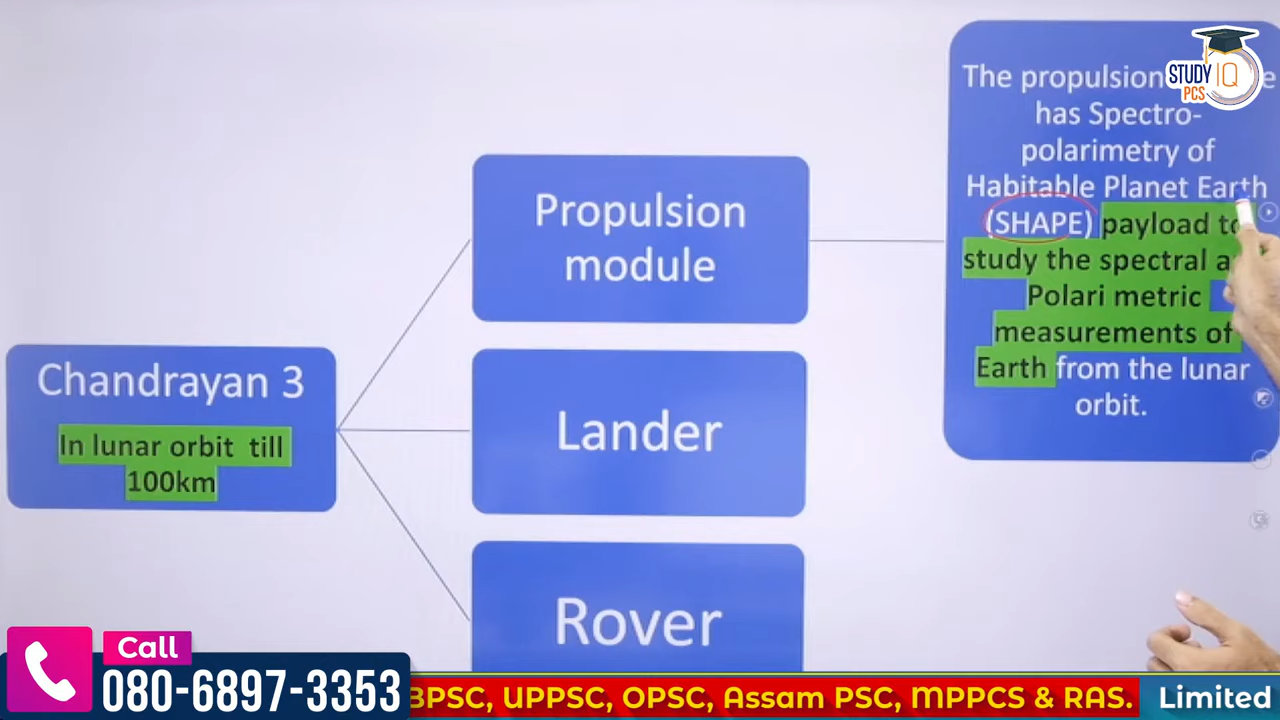 The propulsion
has Spectro-
polarimetry of
Habitable Planet Earth
(SHAPE) payload to
study the spectral
Polari metric
measurements of
Earth from the lunar
orbit.
STUDY IQ
PCS
Propulsion
module
Chandrayan 3
In lunar orbit till
100km
Lander
Rover
Call
080-6897-3353
BPSC, UPPSC, OPSC, Assam PSC, MPPCS & RAS.
Limited